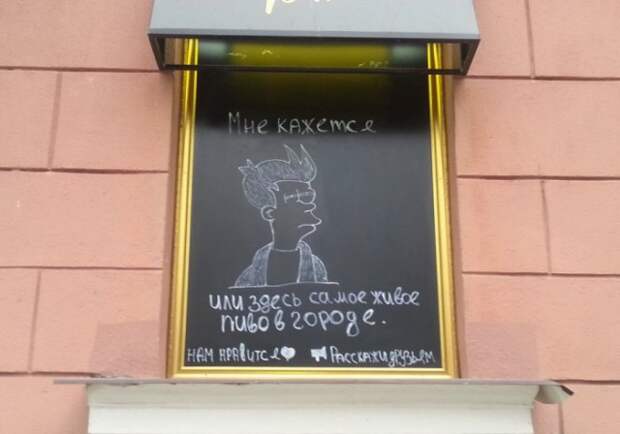 Мне кажется
или здесь самое живое
пиво в городе.
нам нравится Расскажи друзьям